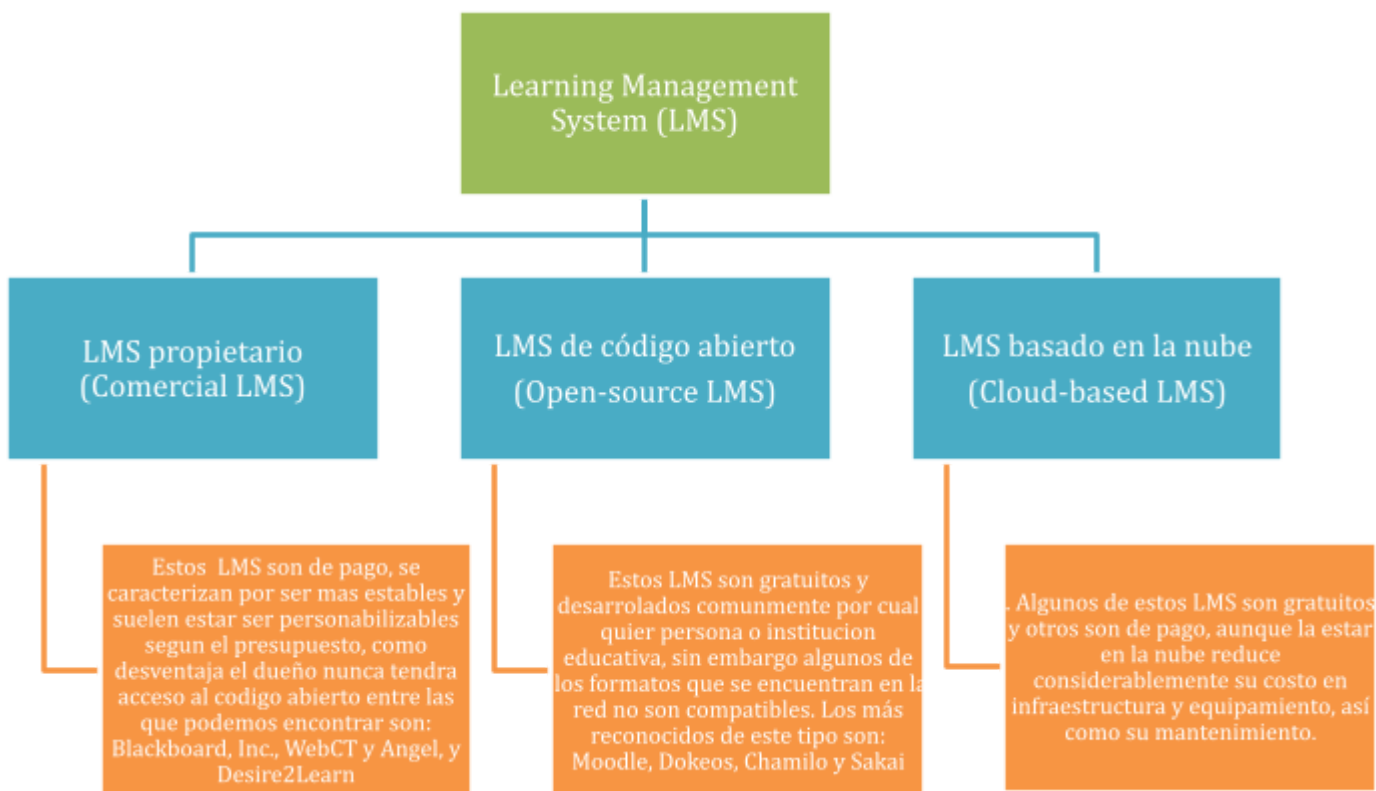 Learning Management
System (LMS)
LMS propietario
(Comercial LMS)
LMS de código abierto
(Open-source LMS)
LMS basado en la nube
(Cloud-based LMS)
Estos LMS son de pago, se
caracterizan por ser mas estables y
suelen estar ser personabilizables
segun el presupuesto, como
desventaja el dueño nunca tendra
acceso al codigo abierto entre las
que podemos encontrar son:
Blackboard, Inc., WebCT y Angel, y
Desire2Learn
Estos LMS son gratuitos y
desarrolados comunmente por cual
quier persona o institucion
educativa, sin embargo algunos de
los formatos que se encuentran en la
red no son compatibles. Los más
reconocidos de este tipo son:
Moodle, Dokeos, Chamilo y Sakai
. Algunos de estos LMS son gratuitos
y otros son de pago, aunque la estar
en la nube reduce
considerablemente su costo en
infraestructura y equipamiento, así
como su mantenimiento.